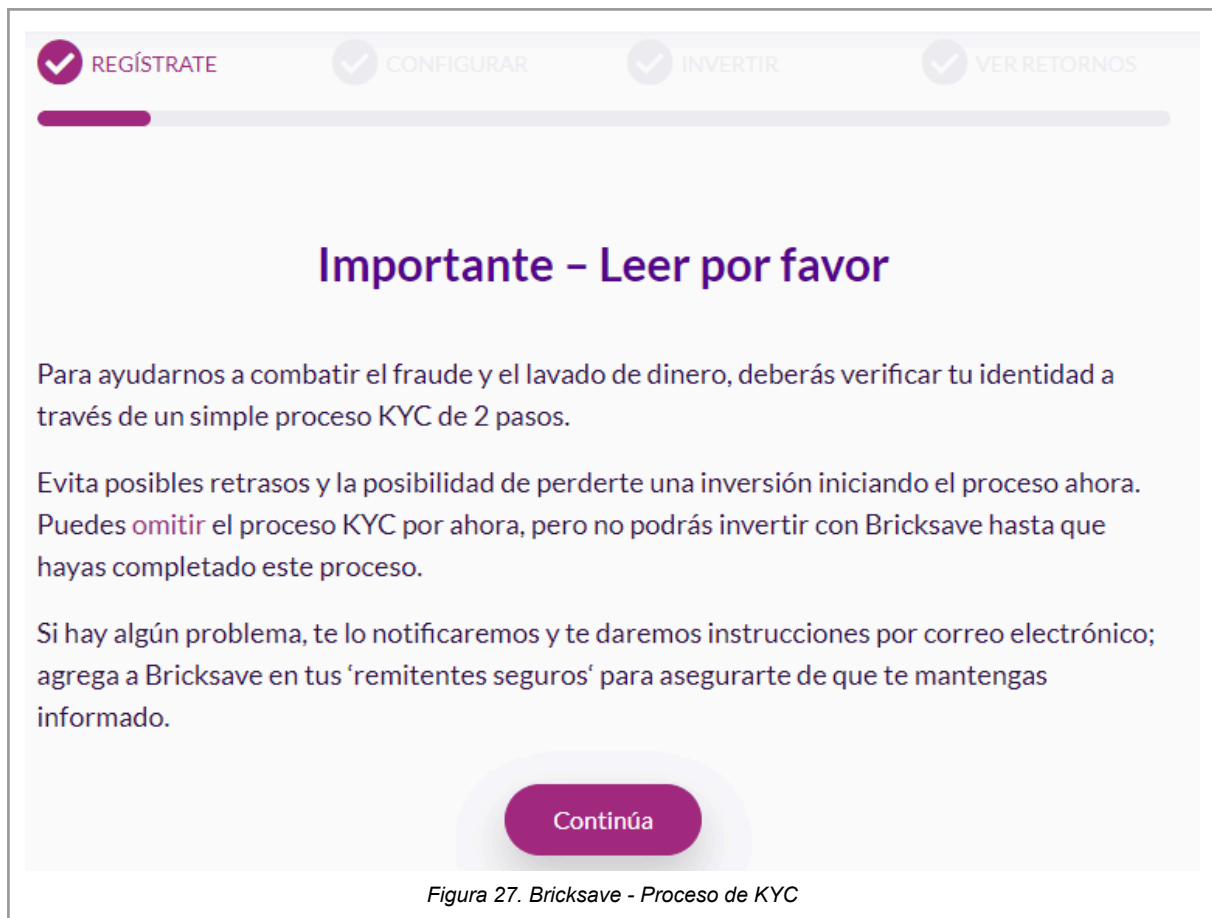 REGÍSTRATE CONFIGURAR INVERTIR VER RETORNOS
Importante – Leer por favor
Para ayudarnos a combatir el fraude y el lavado de dinero, deberás verificar tu identidad a
través de un simple proceso KYC de 2 pasos.
Evita posibles retrasos y la posibilidad de perderte una inversión iniciando el proceso ahora.
Puedes omitir el proceso KYC por ahora, pero no podrás invertir con Bricksave hasta que
hayas completado este proceso.
Si hay algún problema, te lo notificaremos y te daremos instrucciones por correo electrónico;
agrega a Bricksave en tus ‘remitentes seguros‘ para asegurarte de que te mantengas
informado.
Continúa
Figura 27. Bricksave - Proceso de KYC